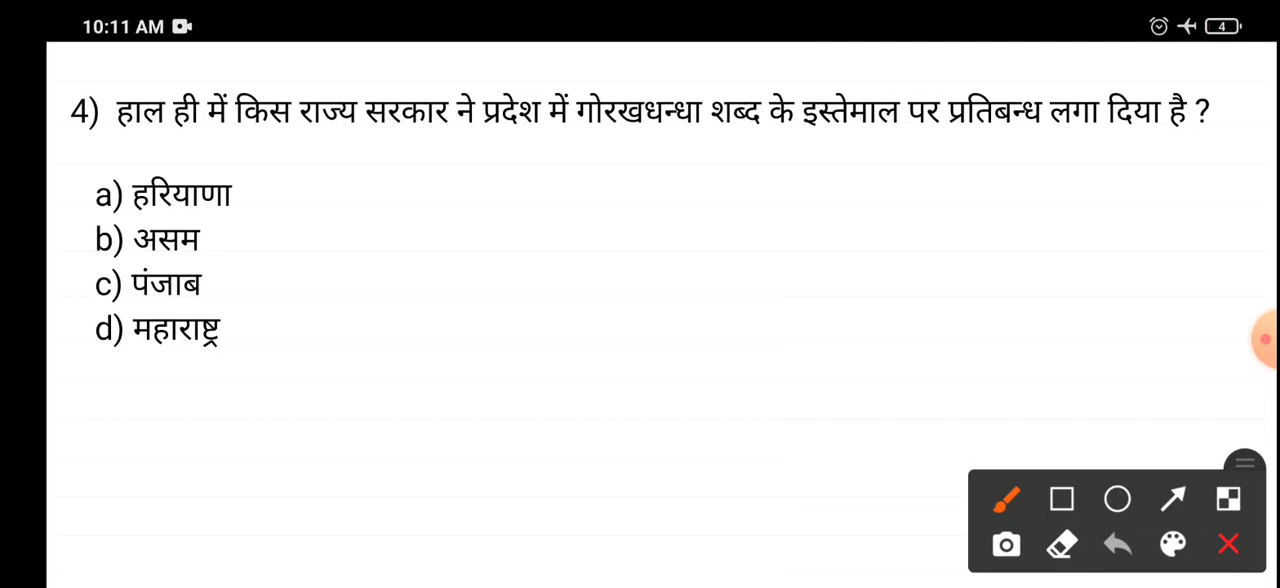 10:11 AM
4
4) हाल ही में किस राज्य सरकार ने प्रदेश में गोरखधन्धा शब्द के इस्तेमाल पर प्रतिबन्ध लगा दिया है ?
a) हरियाणा
b) असम
c) पंजाब
d) महाराष्ट्र